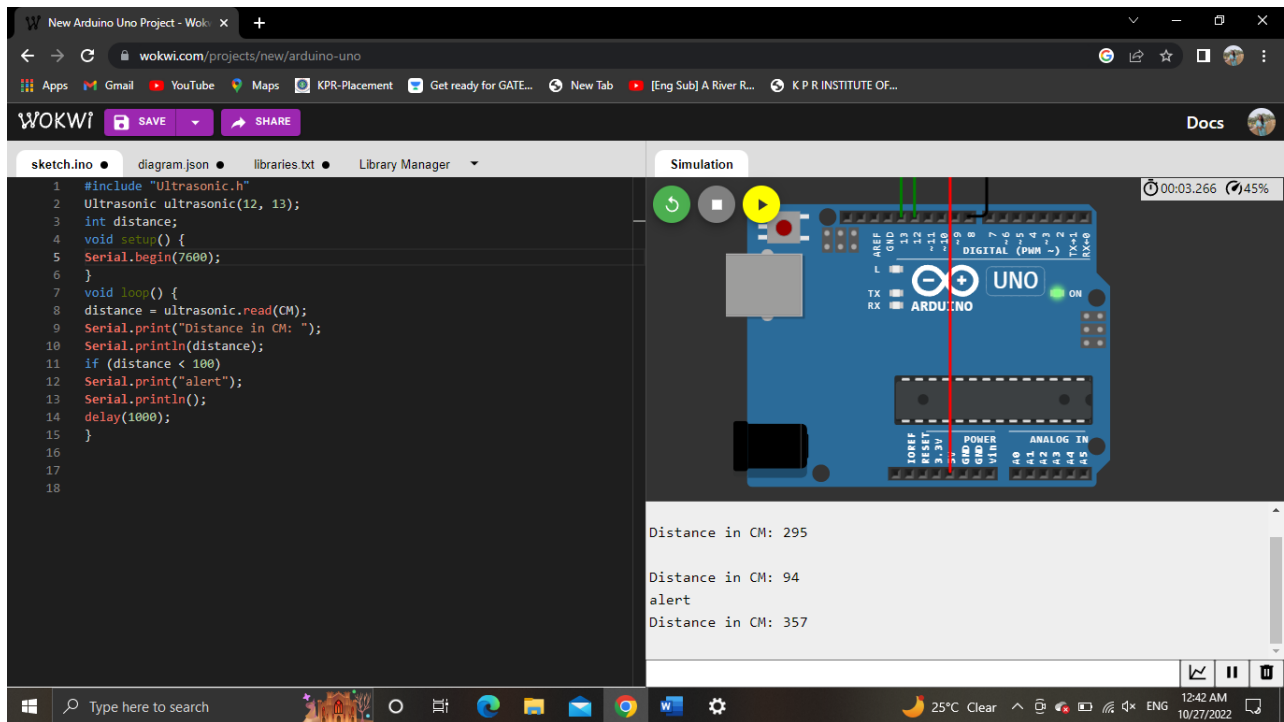 New Arduino Uno Project - Wok
wokwi.com/projects/new/arduino-uno
Apps Gmail YouTube Maps KPR-Placement Get ready for GATE... New Tab [Eng Sub] A River R... K P R INSTITUTE OF...
WOKWI SAVE SHARE Docs
sketch.ino diagram.json libraries.txt Library Manager
1 #include "Ultrasonic.h"
2 Ultrasonic ultrasonic(12, 13);
3 int distance;
4 void setup() {
5 Serial.begin(7600);
6 }
7 void loop() {
8 distance = ultrasonic.read(CM);
9 Serial.print("Distance in CM: ");
10 Serial.println(distance);
11 if (distance < 100)
12 Serial.print("alert");
13 Serial.println();
14 delay(1000);
15 }
16
17
18
Simulation
00:03.266 45%
AREF GND 13 12 ~11 ~10 ~9 8 7 ~6 ~5 4 ~3 2 TX→1 RX←0
DIGITAL (PWM ~)
L
TX
RX
UNO
ON
ARDUINO
IOREF RESET 3.3V 5V GND GND Vin A0 A1 A2 A3 A4 A5
POWER ANALOG IN
Distance in CM: 295
Distance in CM: 94
alert
Distance in CM: 357
Type here to search
25°C Clear
ENG
12:42 AM
10/27/2022